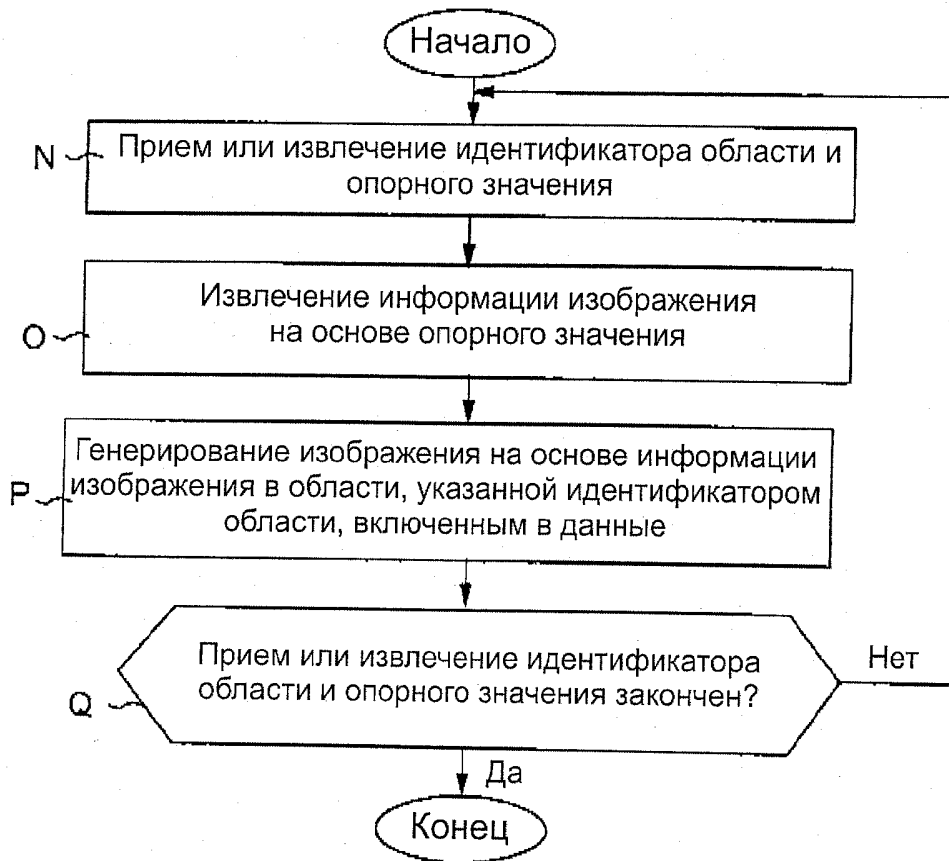 Начало
N
Прием или извлечение идентификатора области и
опорного значения
O
Извлечение информации изображения
на основе опорного значения
P
Генерирование изображения на основе информации
изображения в области, указанной идентификатором
области, включенным в данные
Q
Прием или извлечение идентификатора
области и опорного значения закончен?
Нет
Да
Конец